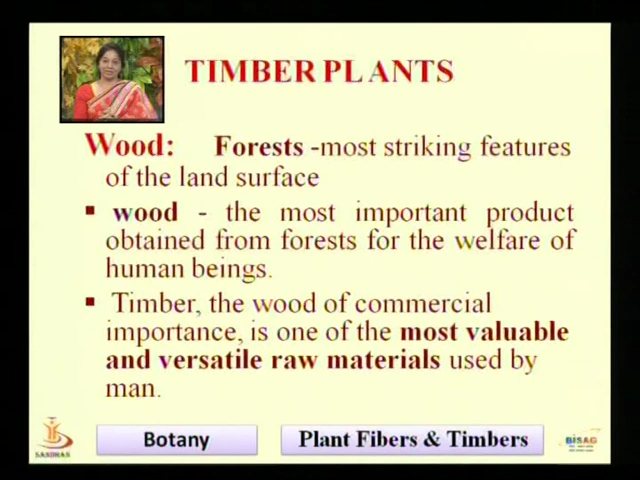 TIMBER PLANTS
Wood: Forests -most striking features
of the land surface
▪ wood - the most important product
obtained from forests for the welfare of
human beings.
▪ Timber, the wood of commercial
importance, is one of the most valuable
and versatile raw materials used by
man.
SANDHAN
Botany
Plant Fibers & Timbers
BISAG